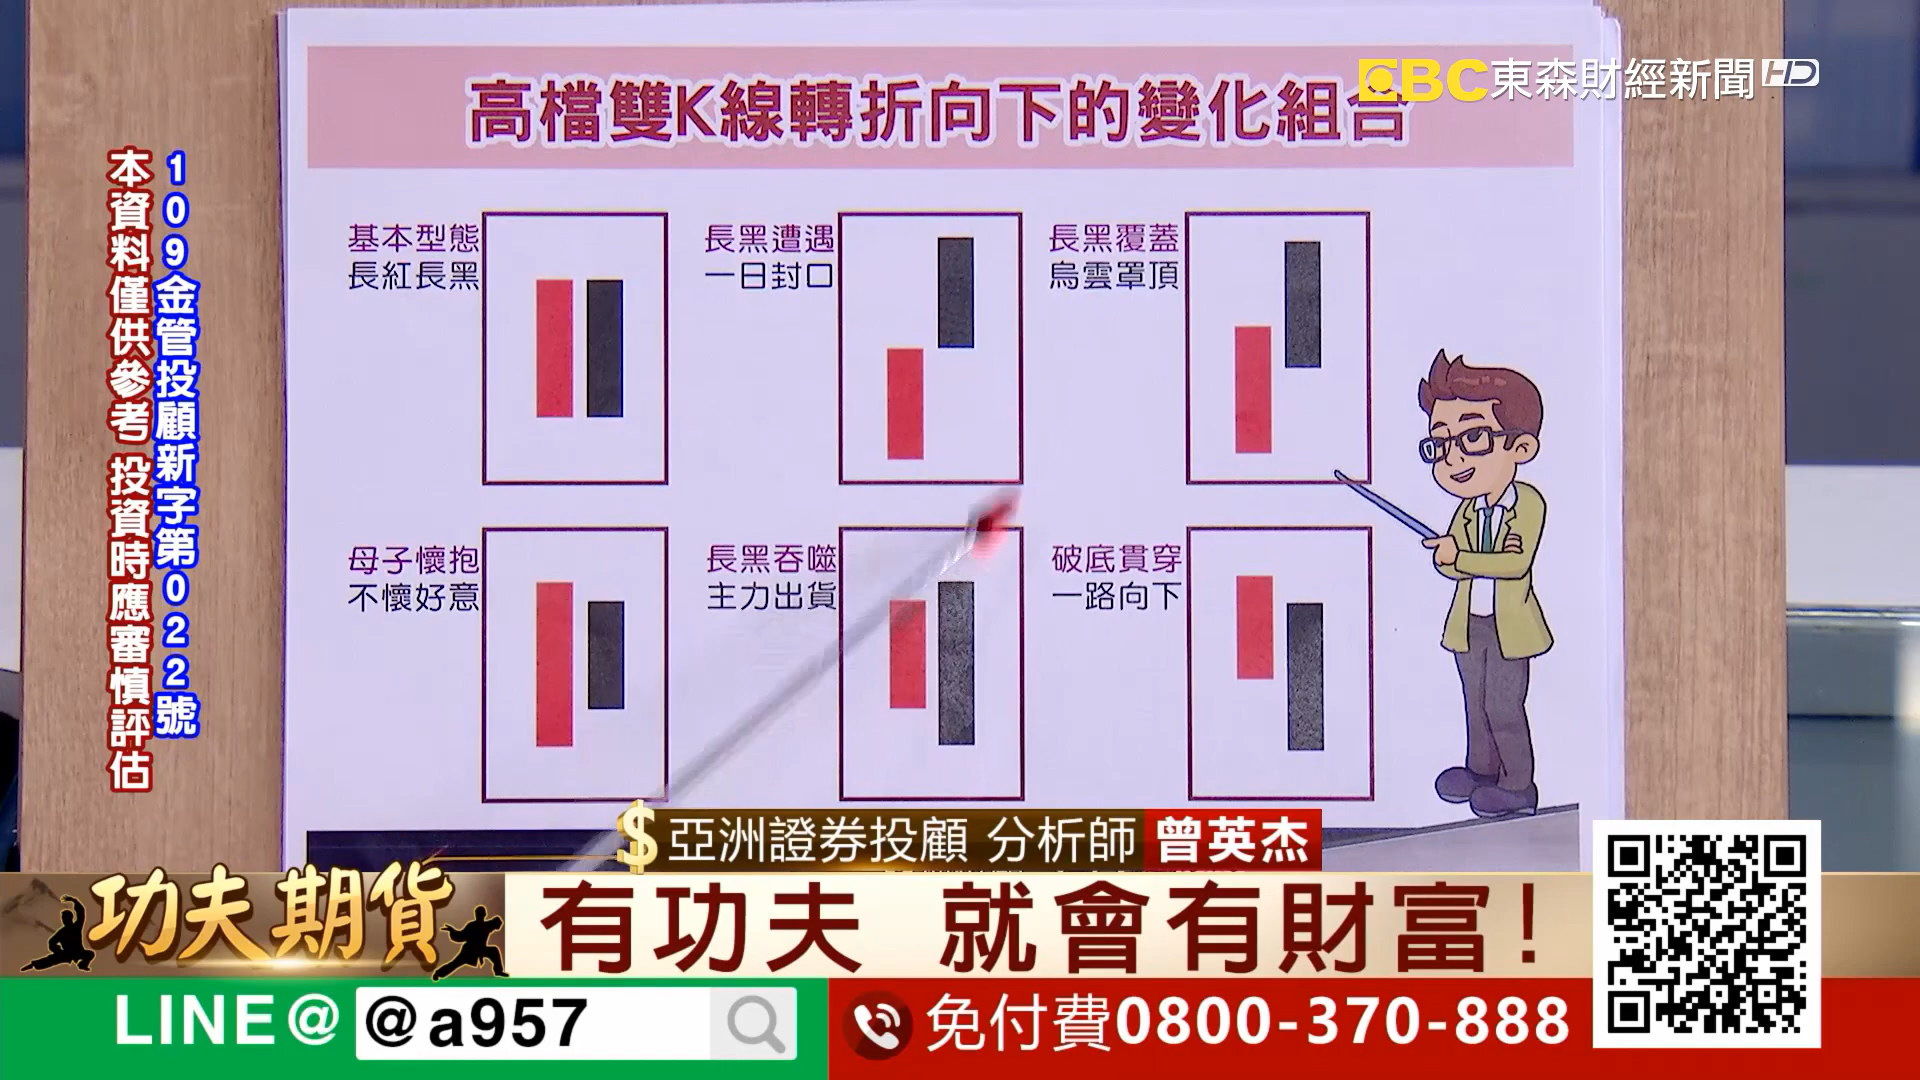 高檔雙K線轉折向下的變化組合
EBC東森財經新聞HD
109金管投顧新字第022號
本資料僅供參考 投資時應審慎評估
基本型態
長紅長黑
長黑遭遇
一日封口
長黑覆蓋
烏雲罩頂
母子懷抱
不懷好意
長黑吞噬
主力出貨
破底貫穿
一路向下
$亞洲證券投顧 分析師 曾英杰
功夫期貨
有功夫 就會有財富!
LINE@ @a957
免付費0800-370-888